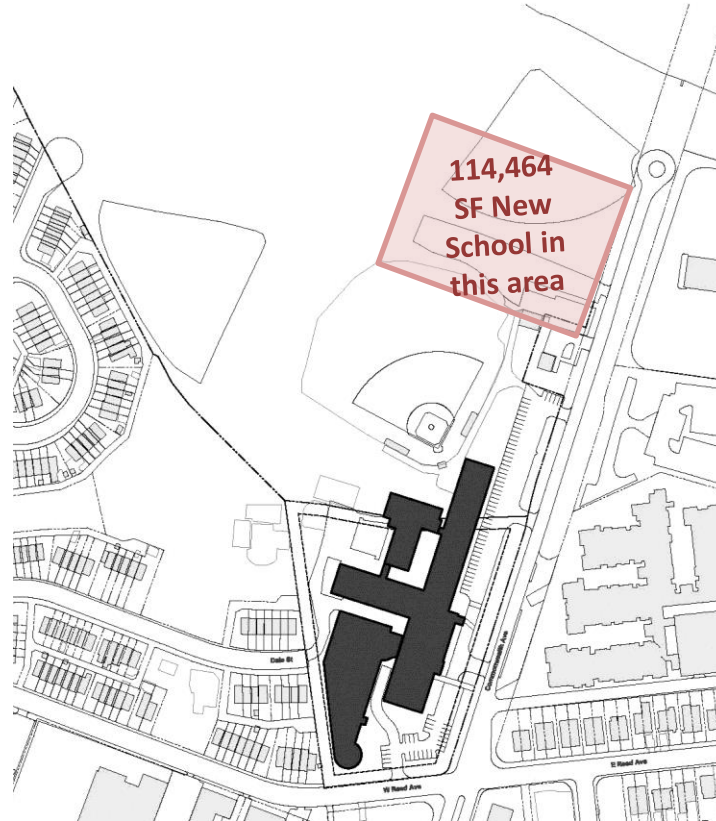 114,464
SF New
School in
this area
Dale St
Commonwealth Ave
E Reed Ave
W Reed Ave